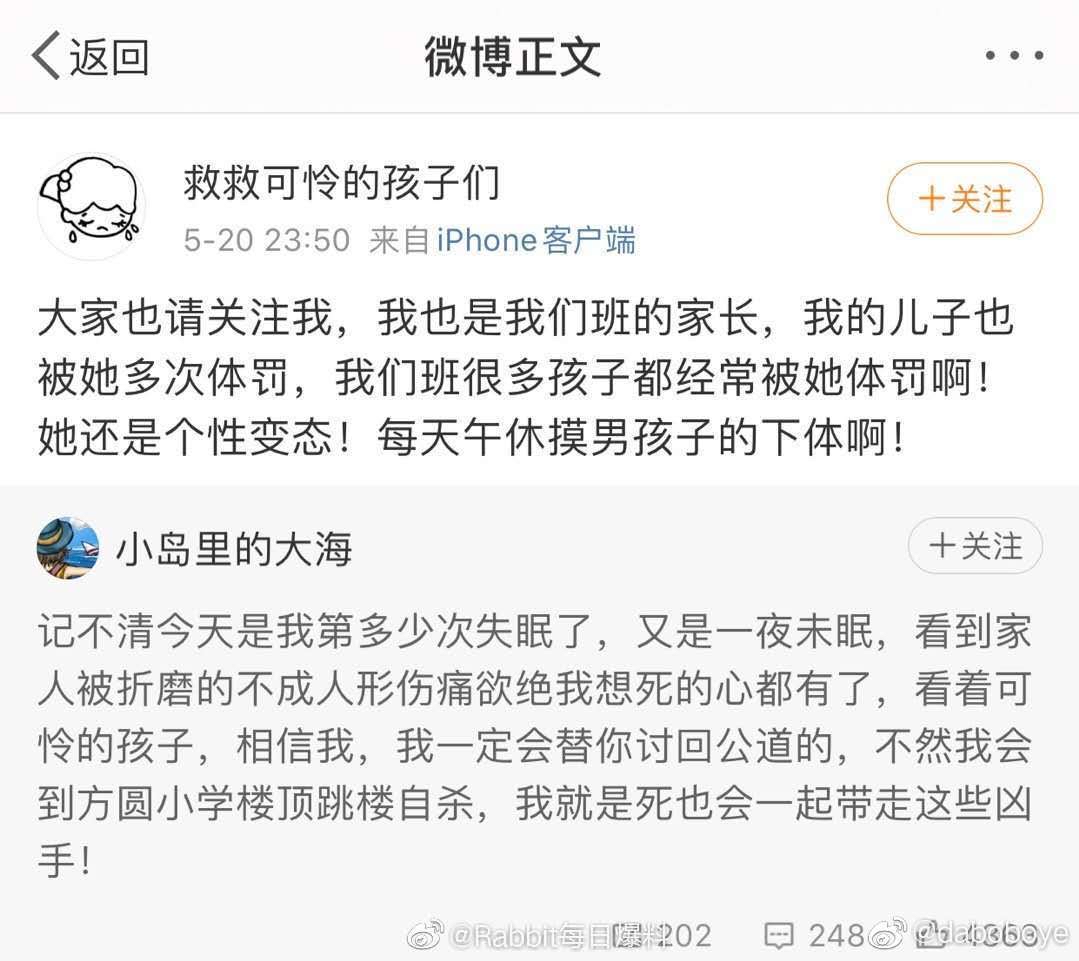 返回
微博正文
救救可怜的孩子们
+关注
5-20 23:50 来自iPhone客户端
大家也请关注我，我也是我们班的家长，我的儿子也
被她多次体罚，我们班很多孩子都经常被她体罚啊！
她还是个性变态！每天午休摸男孩子的下体啊！
小岛里的大海
+关注
记不清今天是我第多少次失眠了，又是一夜未眠，看到家
人被折磨的不成人形伤痛欲绝我想死的心都有了，看着可
怜的孩子，相信我，我一定会替你讨回公道的，不然我会
到方圆小学楼顶跳楼自杀，我就是死也会一起带走这些凶
手！
@Rabbit每日爆料 202 248